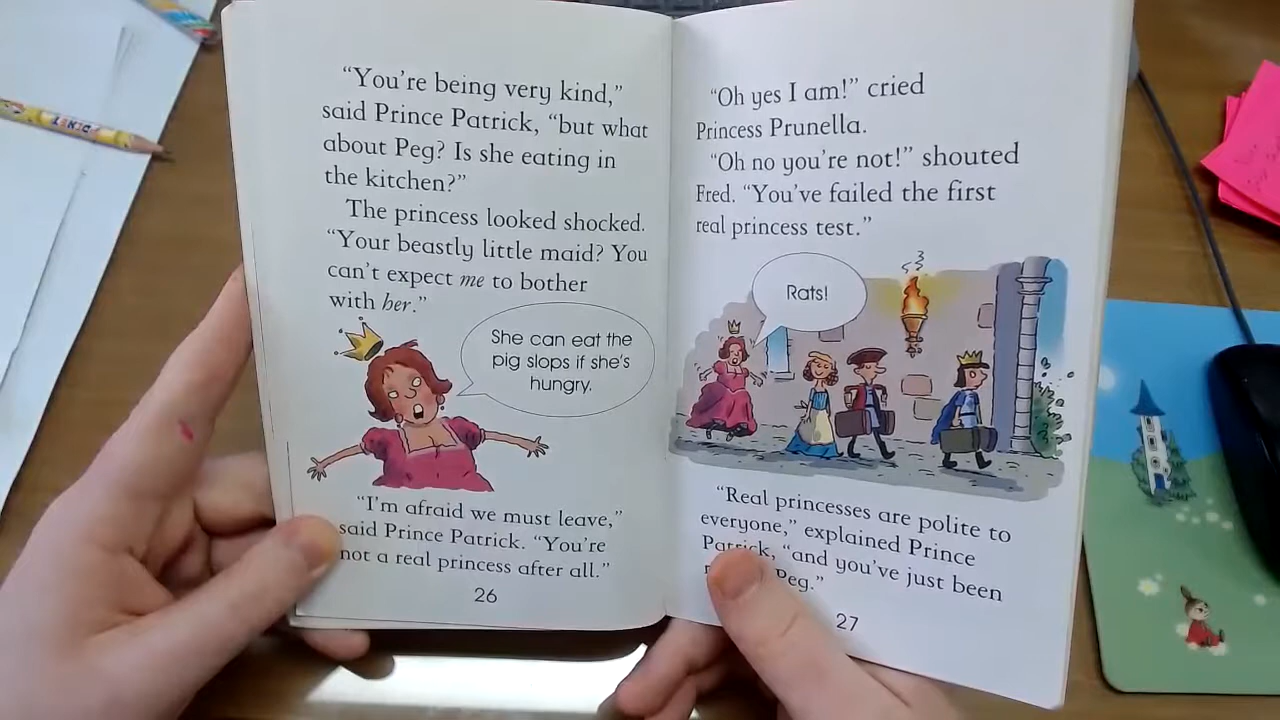 “You’re being very kind,”
said Prince Patrick, “but what
about Peg? Is she eating in
the kitchen?”
The princess looked shocked.
“Your beastly little maid? You
can’t expect me to bother
with her.”
She can eat the
pig slops if she’s
hungry.
“I’m afraid we must leave,”
said Prince Patrick. “You’re
not a real princess after all.”
26
“Oh yes I am!” cried
Princess Prunella.
“Oh no you’re not!” shouted
Fred. “You’ve failed the first
real princess test.”
Rats!
“Real princesses are polite to
everyone,” explained Prince
Patrick, “and you’ve just been
Peg.”
27